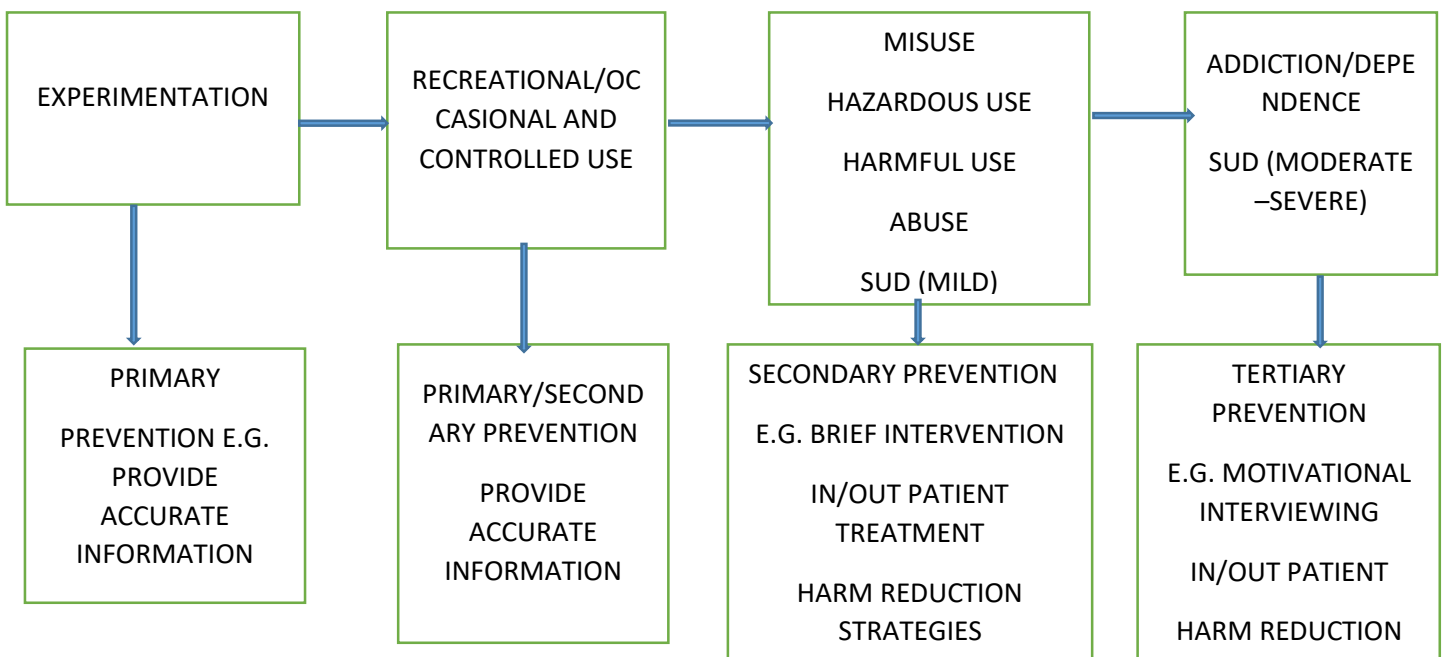 EXPERIMENTATION
RECREATIONAL/OC
CASIONAL AND
CONTROLLED USE
MISUSE
HAZARDOUS USE
HARMFUL USE
ABUSE
SUD (MILD)
ADDICTION/DEPE
NDENCE
SUD (MODERATE
–SEVERE)
PRIMARY
PREVENTION E.G.
PROVIDE
ACCURATE
INFORMATION
PRIMARY/SECOND
ARY PREVENTION
PROVIDE
ACCURATE
INFORMATION
SECONDARY PREVENTION
E.G. BRIEF INTERVENTION
IN/OUT PATIENT
TREATMENT
HARM REDUCTION
STRATEGIES
TERTIARY
PREVENTION
E.G. MOTIVATIONAL
INTERVIEWING
IN/OUT PATIENT
HARM REDUCTION